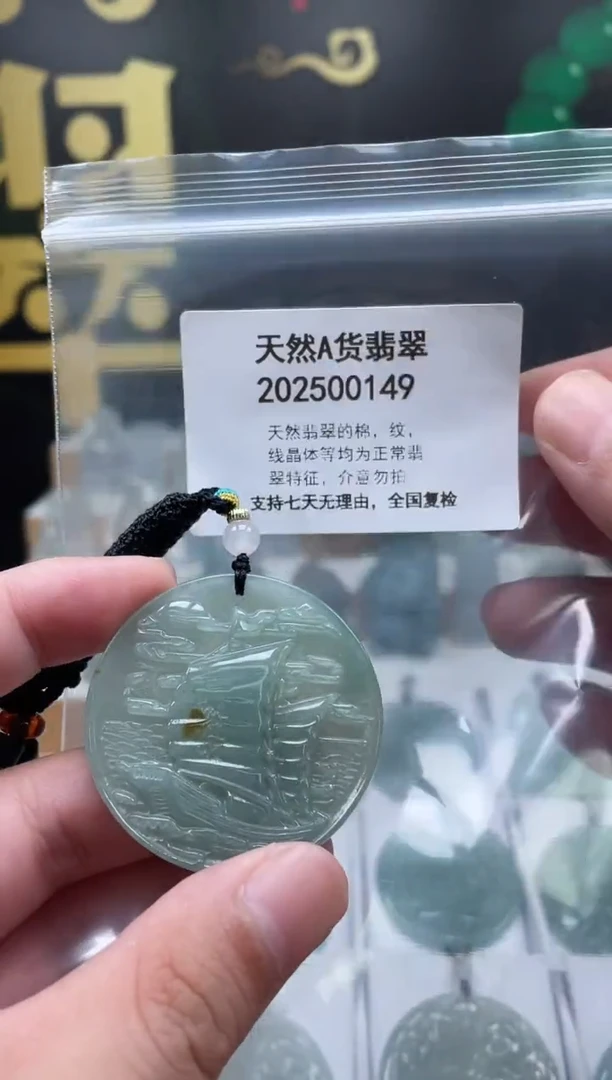 天然A货翡翠
202500149
天然翡翠的棉，纹，
线晶体等均为正常翡
翠特征，介意勿拍
支持七天无理由，全国复检